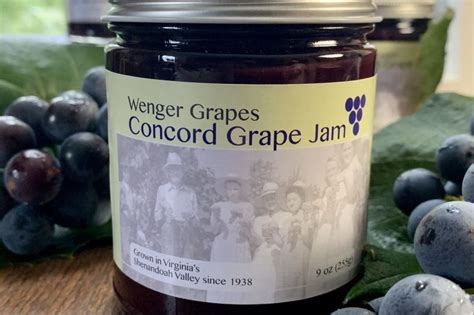 Wenger Grapes
Concord Grape Jam
Grown in Virginia's
Shenandoah Valley since 1938
9 oz (255g)